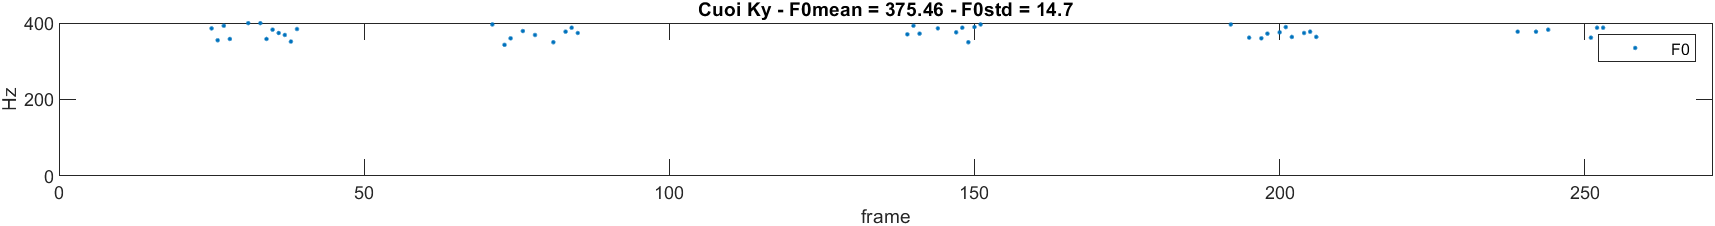 Cuoi Ky - F0mean = 375.46 - F0std = 14.7
400
200
0
Hz
F0
0 50 100 150 200 250
frame